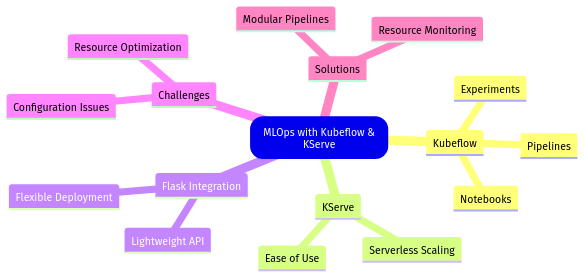 MLOps with Kubeflow &
KServe
Kubeflow
Experiments
Pipelines
Notebooks
KServe
Serverless Scaling
Ease of Use
Flask Integration
Lightweight API
Flexible Deployment
Challenges
Configuration Issues
Resource Optimization
Solutions
Modular Pipelines
Resource Monitoring